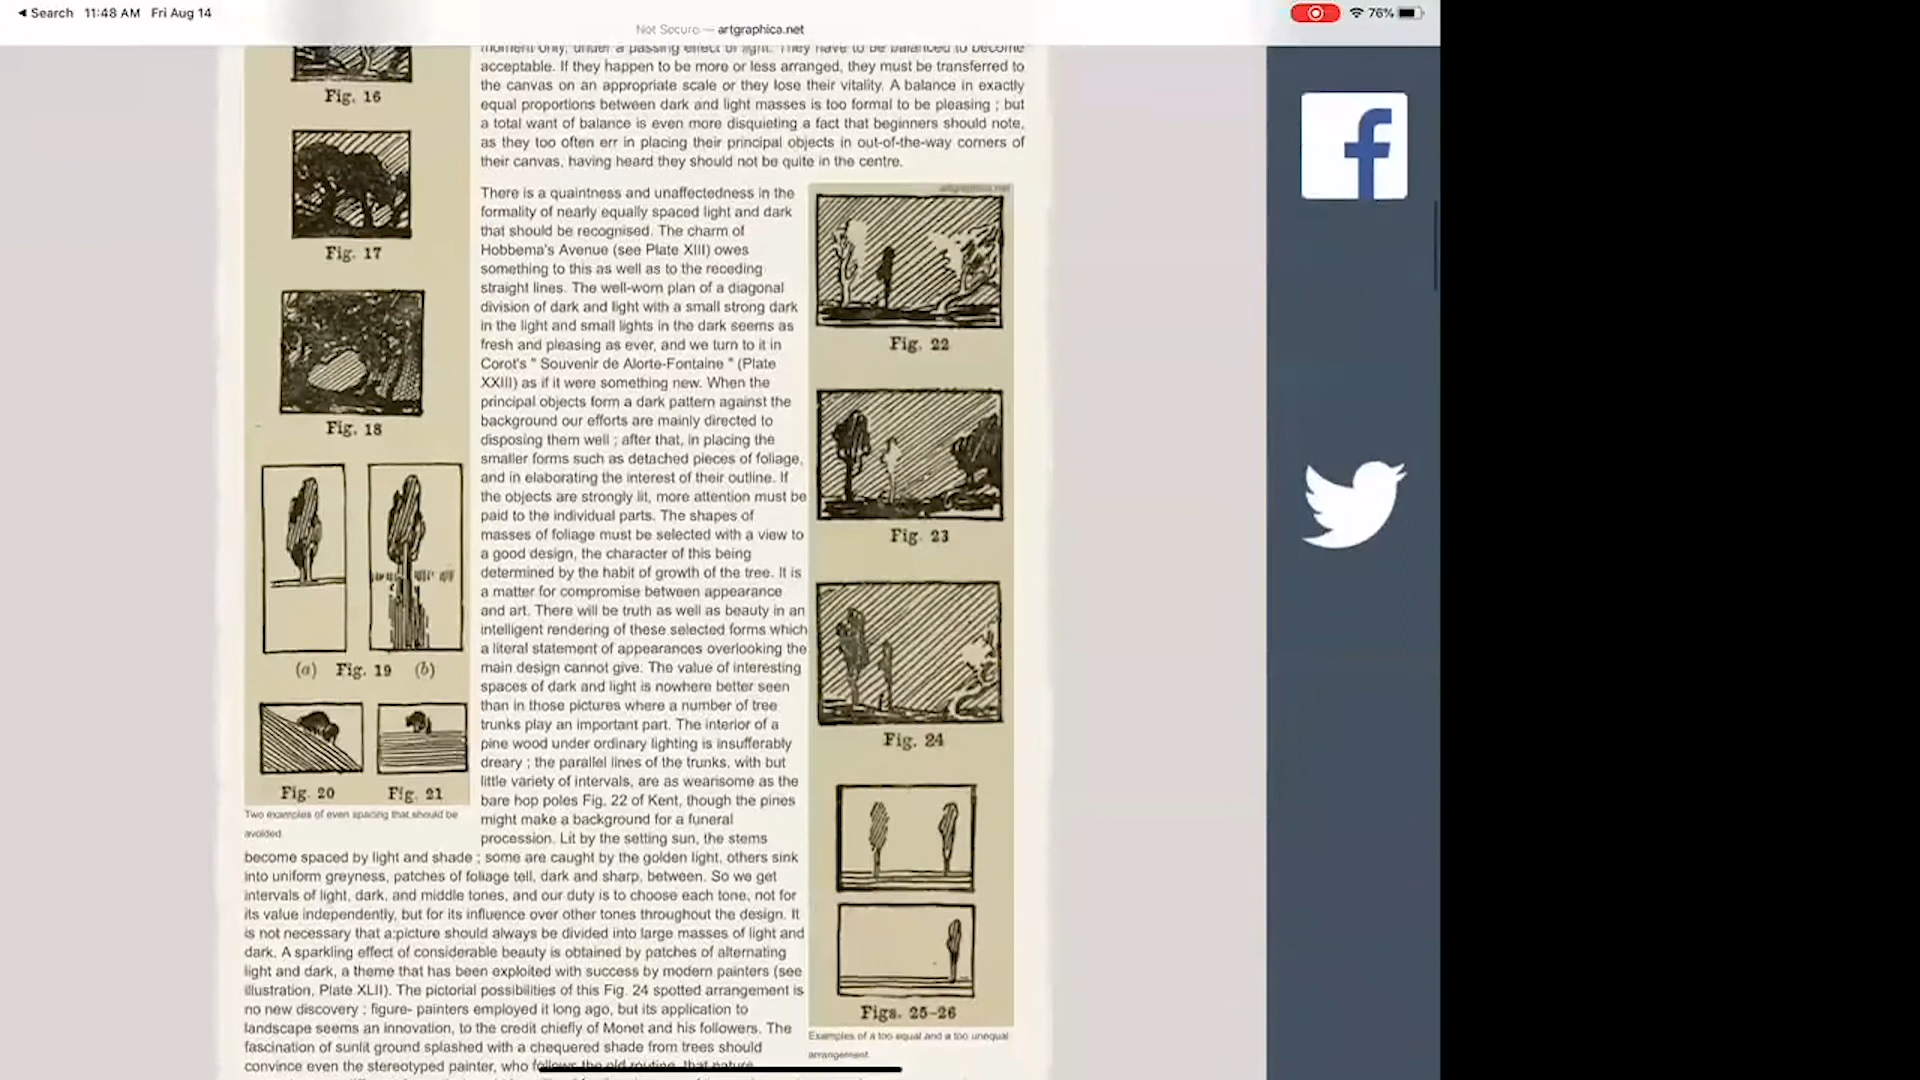 Search 11:48 AM Fri Aug 14
76%
Not Secure — artgraphica.net
moment only, under a passing effect of light. They have to be balanced to become
acceptable. If they happen to be more or less arranged, they must be transferred to
the canvas on an appropriate scale or they lose their vitality. A balance in exactly
equal proportions between dark and light masses is too formal to be pleasing ; but
a total want of balance is even more disquieting a fact that beginners should note,
as they too often err in placing their principal objects in out-of-the-way corners of
their canvas, having heard they should not be quite in the centre.
Fig. 16
Fig. 17
Fig. 18
(a) Fig. 19 (b)
Fig. 20
Fig. 21
Two examples of even spacing that should be
avoided
There is a quaintness and unaffectedness in the
formality of nearly equally spaced light and dark
that should be recognised. The charm of
Hobbema's Avenue (see Plate XIII) owes
something to this as well as to the receding
straight lines. The well-worn plan of a diagonal
division of dark and light with a small strong dark
in the light and small lights in the dark seems as
fresh and pleasing as ever, and we turn to it in
Corot's " Souvenir de Alorte-Fontaine " (Plate
XXIII) as if it were something new. When the
principal objects form a dark pattern against the
background our efforts are mainly directed to
disposing them well ; after that, in placing the
smaller forms such as detached pieces of foliage,
and in elaborating the interest of their outline. If
the objects are strongly lit, more attention must be
paid to the individual parts. The shapes of
masses of foliage must be selected with a view to
a good design, the character of this being
determined by the habit of growth of the tree. It is
a matter for compromise between appearance
and art. There will be truth as well as beauty in an
intelligent rendering of these selected forms which
a literal statement of appearances overlooking the
main design cannot give. The value of interesting
spaces of dark and light is nowhere better seen
than in those pictures where a number of tree
trunks play an important part. The interior of a
pine wood under ordinary lighting is insufferably
dreary ; the parallel lines of the trunks, with but
little variety of intervals, are as wearisome as the
bare hop poles Fig. 22 of Kent, though the pines
might make a background for a funeral
procession. Lit by the setting sun, the stems
become spaced by light and shade ; some are caught by the golden light, others sink
into uniform greyness, patches of foliage tell, dark and sharp, between. So we get
intervals of light, dark, and middle tones, and our duty is to choose each tone, not for
its value independently, but for its influence over other tones throughout the design. It
is not necessary that a picture should always be divided into large masses of light and
dark. A sparkling effect of considerable beauty is obtained by patches of alternating
light and dark, a theme that has been exploited with success by modern painters (see
illustration, Plate XLII). The pictorial possibilities of this Fig. 24 spotted arrangement is
no new discovery ; figure- painters employed it long ago, but its application to
landscape seems an innovation, to the credit chiefly of Monet and his followers. The
fascination of sunlit ground splashed with a chequered shade from trees should
convince even the stereotyped painter, who follows the old routine, that nature
artgraphica.net
Fig. 22
Fig. 23
Fig. 24
Figs. 25-26
Examples of a too equal and a too unequal
arrangement